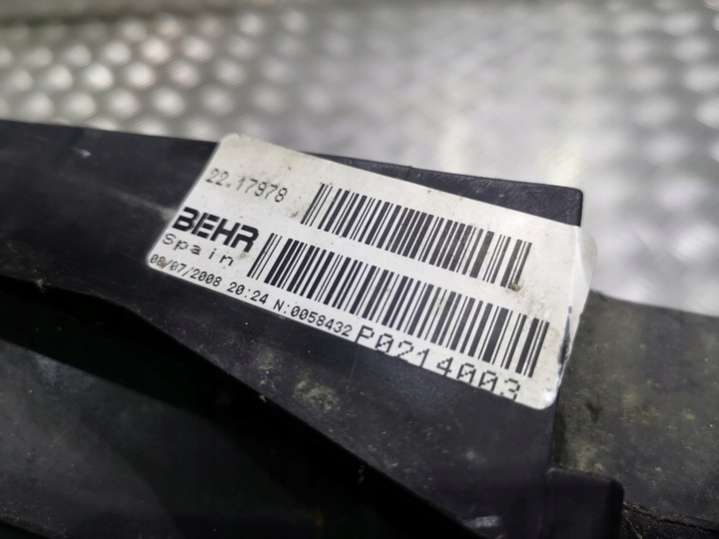 22.17978
BEHR
Spain
08/07/2008 20:24 N:0058432
P0214003